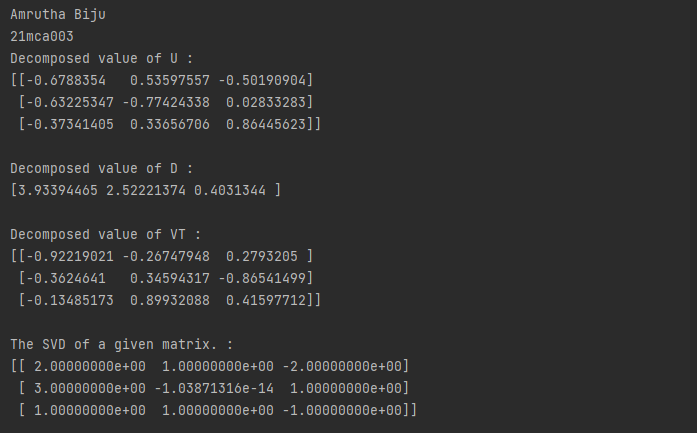 Amrutha Biju
21mca003
Decomposed value of U :
[[-0.6788354   0.53597557 -0.50190904]
 [-0.63225347 -0.77424338  0.02833283]
 [-0.37341405  0.33656706  0.86445623]]
Decomposed value of D :
[3.93394465 2.52221374 0.4031344 ]
Decomposed value of VT :
[[-0.92219021 -0.26747948  0.2793205 ]
 [-0.3624641   0.34594317 -0.86541499]
 [-0.13485173  0.89932088  0.41597712]]
The SVD of a given matrix. :
[[ 2.00000000e+00  1.00000000e+00 -2.00000000e+00]
 [ 3.00000000e+00 -1.03871316e-14  1.00000000e+00]
 [ 1.00000000e+00  1.00000000e+00 -1.00000000e+00]]